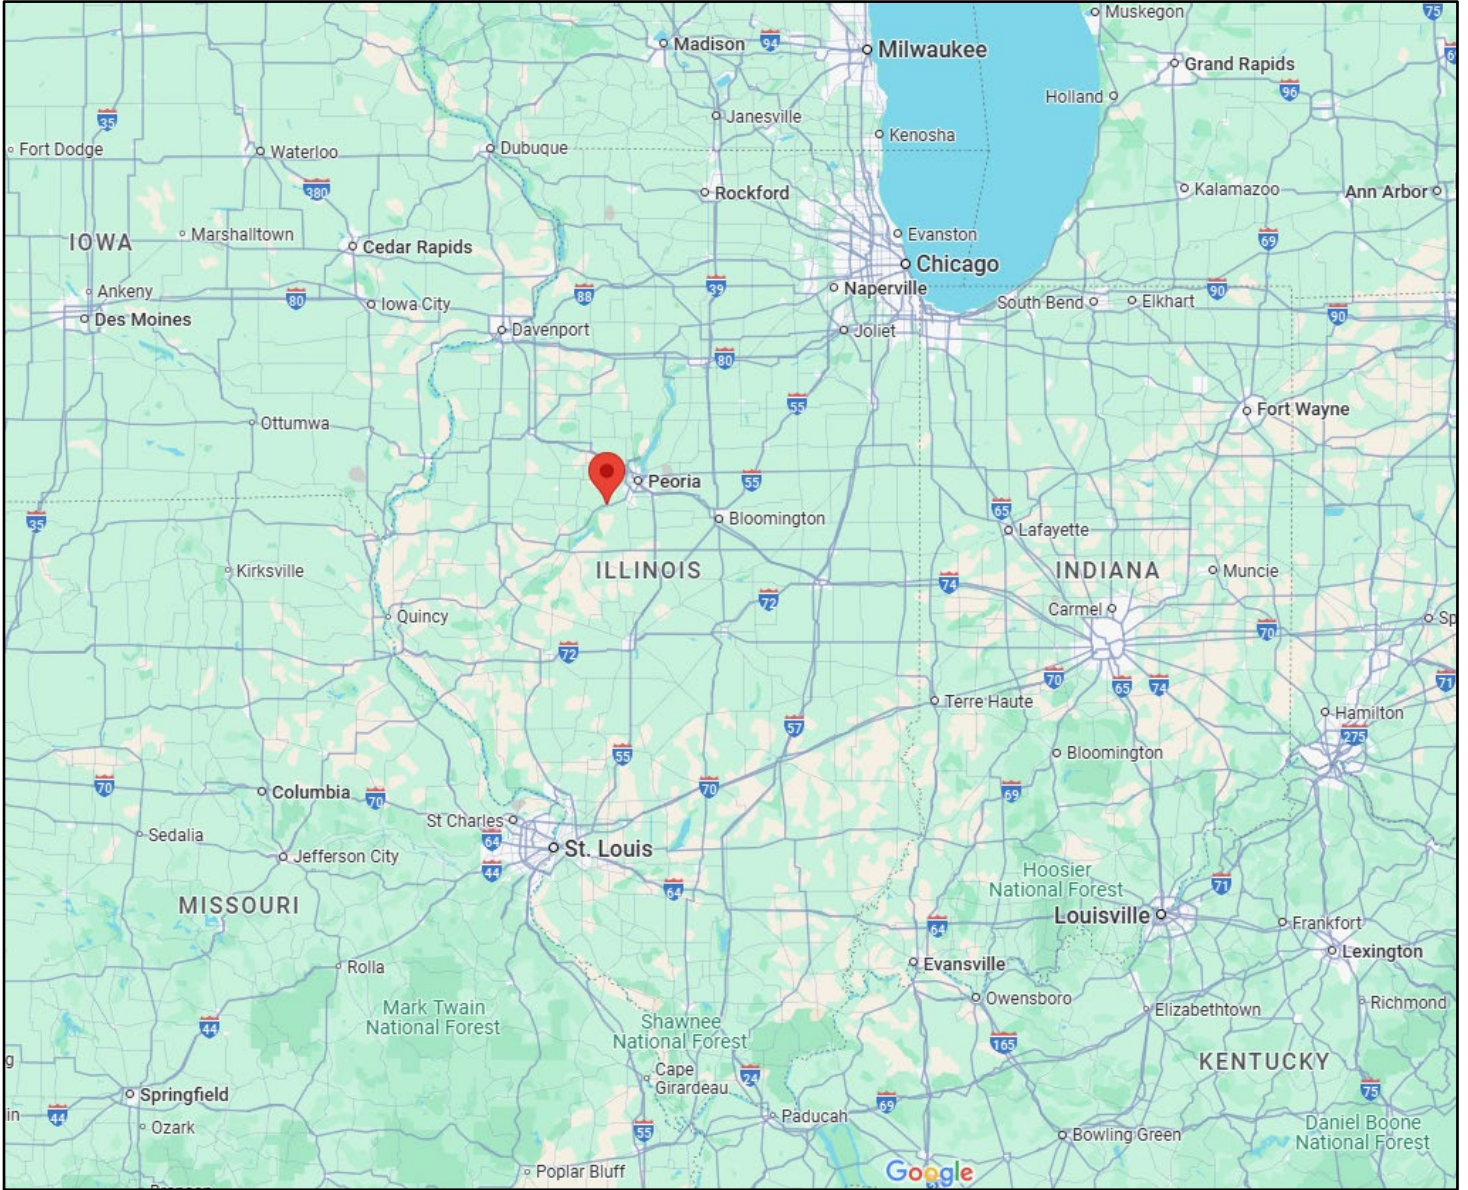 Muskegon
75
Madison
94
Milwaukee
Grand Rapids
96
Holland
35
Janesville
Kenosha
Fort Dodge
Waterloo
Dubuque
380
Rockford
Kalamazoo
Ann Arbor
IOWA
Marshalltown
Cedar Rapids
Evanston
69
Chicago
Ankeny
80
Iowa City
88
39
Naperville
South Bend
Elkhart
90
Des Moines
Davenport
Joliet
90
80
55
Fort Wayne
Ottumwa
Peoria
55
35
Bloomington
65
Lafayette
Kirksville
ILLINOIS
INDIANA
Muncie
74
72
Carmel
Quincy
70
72
70
65
74
71
Terre Haute
Hamilton
57
275
55
Bloomington
70
Columbia
70
70
69
St Charles
Sedalia
64
Jefferson City
St. Louis
44
64
Hoosier
National Forest
71
MISSOURI
Louisville
Frankfort
64
Lexington
Rolla
Evansville
Owensboro
Richmond
Mark Twain
National Forest
Elizabethtown
44
Shawnee
National Forest
165
KENTUCKY
Cape
Girardeau
24
75
Springfield
69
44
Paducah
Ozark
55
Bowling Green
Daniel Boone
National Forest
Poplar Bluff
Google